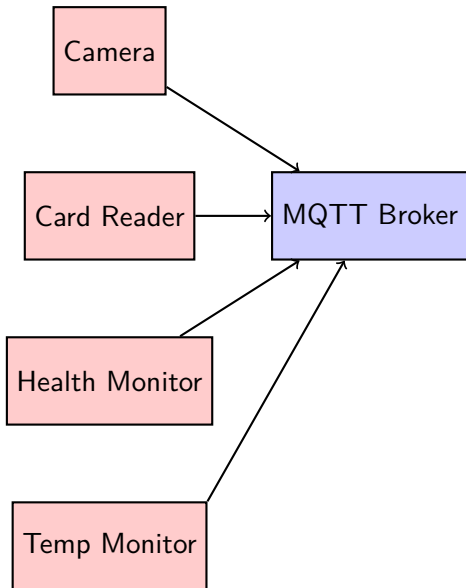 Camera
Card Reader
MQTT Broker
Health Monitor
Temp Monitor